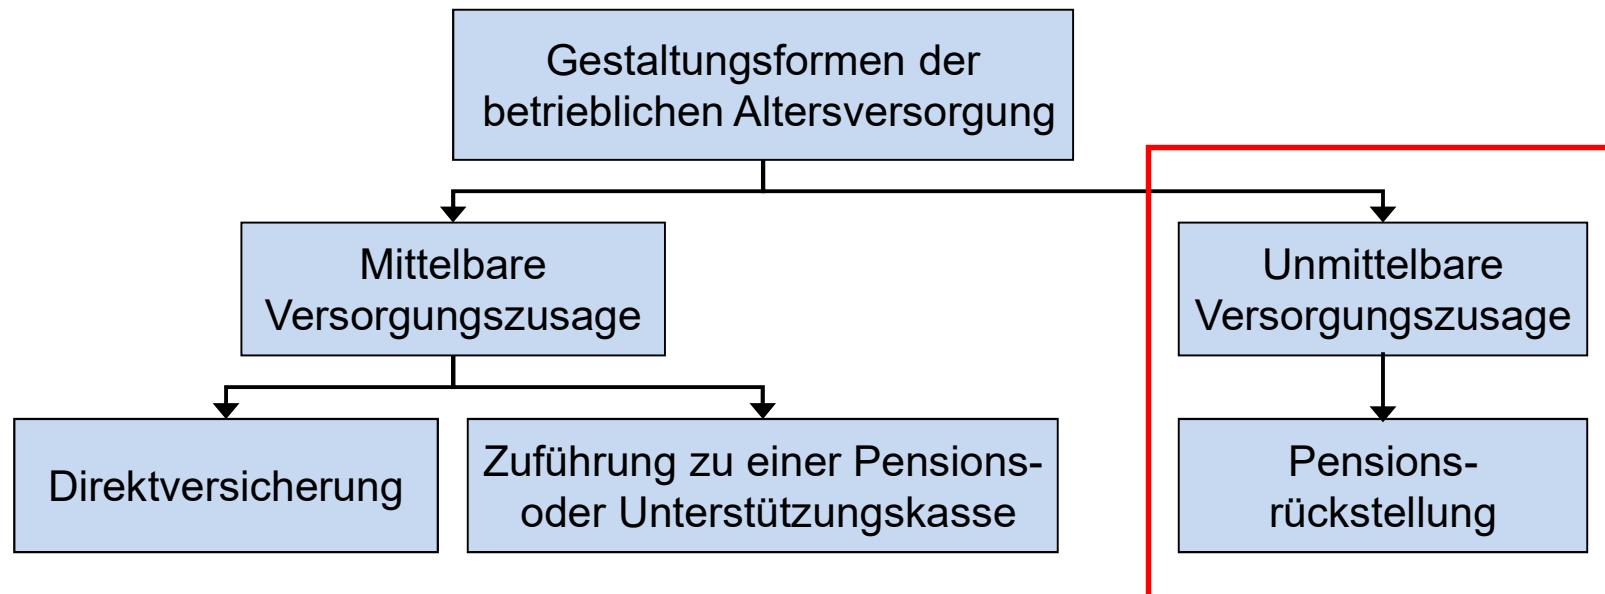 Gestaltungsformen der
betrieblichen Altersversorgung
Mittelbare
Versorgungszusage
Unmittelbare
Versorgungszusage
Direktversicherung
Zuführung zu einer Pensions-
oder Unterstützungskasse
Pensions-
rückstellung